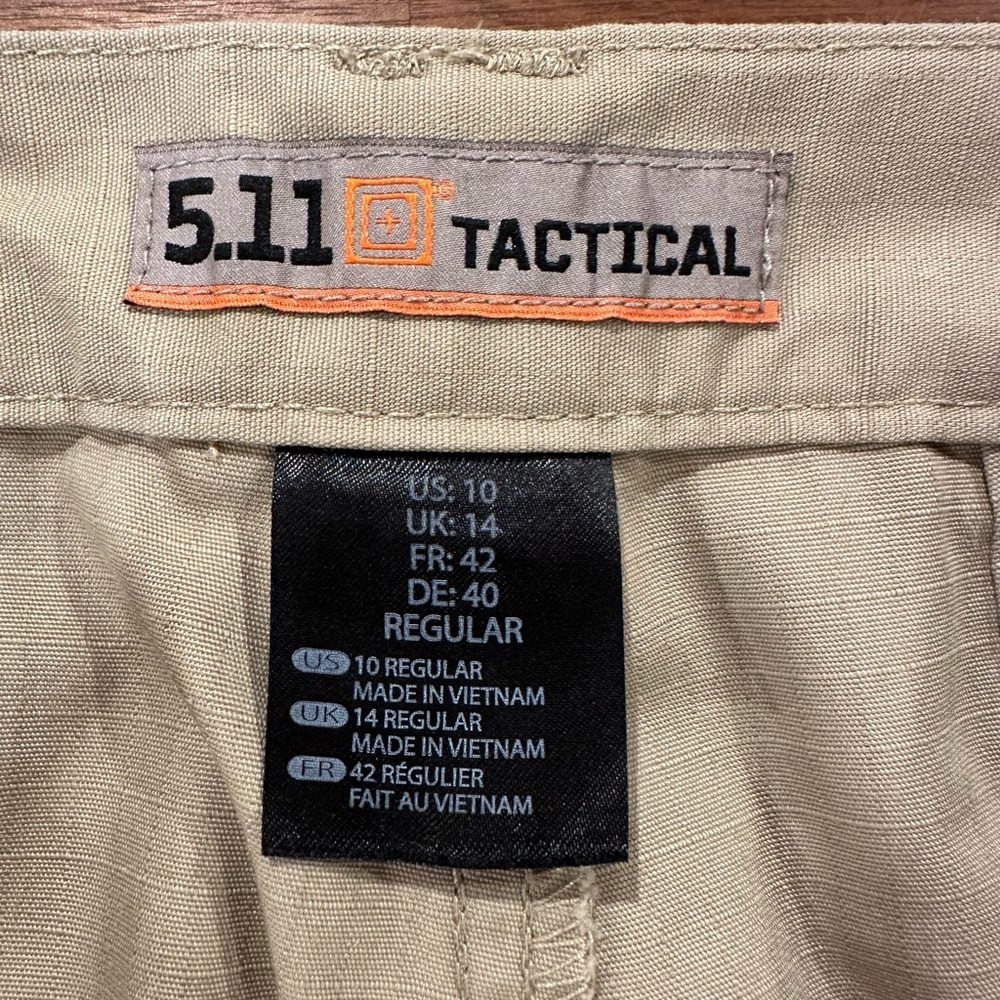 5.11® TACTICAL
US: 10
UK: 14
FR: 42
DE: 40
REGULAR
US 10 REGULAR
MADE IN VIETNAM
UK 14 REGULAR
MADE IN VIETNAM
FR 42 RÉGULIER
FAIT AU VIETNAM